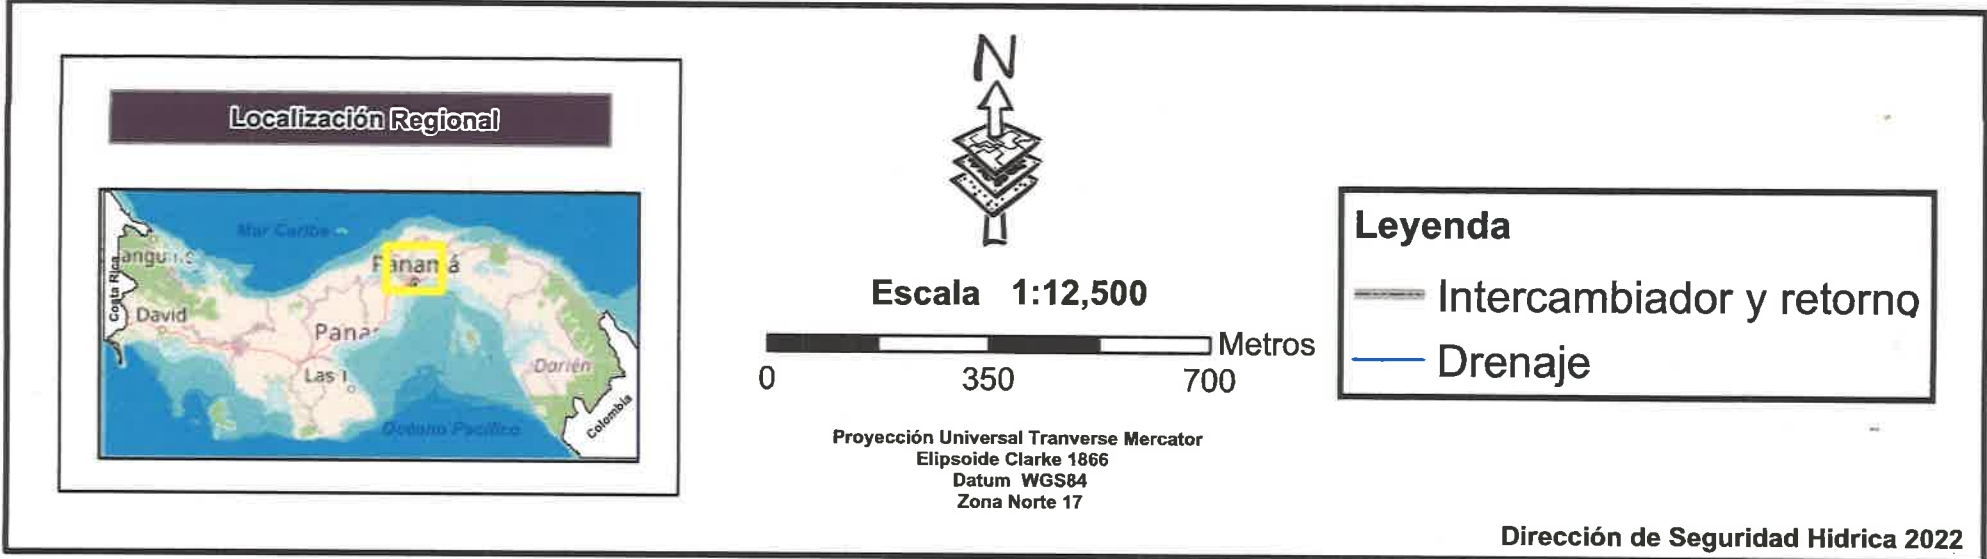 Localización Regional
Mar Caribe
Panamá
Costa Rica
David
Las
Darién
Océano Pacífico
Colombia
N
Escala 1:12,500
Metros
0 350 700
Proyección Universal Tranverse Mercator
Elipsoide Clarke 1866
Datum WGS84
Zona Norte 17
Leyenda
Intercambiador y retorno
Drenaje
Dirección de Seguridad Hidrica 2022